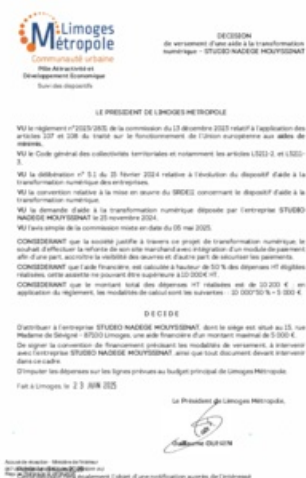 Limoges
Métropole
Communauté urbaine
Pôle Attractivité et
Développement Economique
Suivi des dispositifs
DECISION
de versement d'une aide à la transformation
numérique - STUDIO NADEGE MOUYSSINAT
LE PRESIDENT DE LIMOGES METROPOLE
VU le règlement n°2023/2831 de la commission du 13 décembre 2023 relatif à l'application des
articles 107 et 108 du traité sur le fonctionnement de l'Union européenne aux aides de
minimis,
VU le Code général des collectivités territoriales et notamment les articles L5211-2, et L5211-
VU la délibération n° 5.1 du 15 février 2024 relative à l'évolution du dispositif d'aide à la
transformation numérique des entreprises.
VU la convention relative à la mise en œuvre du SRDEII concernant le dispositif d'aide à la
transformation numérique.
VU la demande d'aide à la transformation numérique déposée par l'entreprise STUDIO
NADEGE MOUYSSINAT le 25 novembre 2024.
VU l'avis simple de la commission mixte en date du 05 mai 2025.
CONSIDERANT que la société justifie à travers ce projet de transformation numérique, le
souhait d'effectuer la refonte de son site marchand avec intégration d'un module de paiement
afin d'une part, accroitre la visibilité des œuvres et d'autre part de sécuriser les paiements.
CONSIDERANT que l'aide financière, est calculée à hauteur de 50 % des dépenses HT éligibles
réalisées, cette assiette ne pouvant être supérieure à 10 000€ HT.
CONSIDERANT que le montant total des dépenses HT réalisées est de 10 200 € : en
application du règlement, les modalités de calcul sont les suivantes : 10 000*50 % = 5 000 €
DECIDE
D'attribuer à l'entreprise STUDIO NADEGE MOUYSSINAT, dont le siège est situé au 15, rue
Madame de Sévigné - 87100 Limoges, une aide financière d'un montant maximal de 5 000 €.
De signer la convention de financement précisant les modalités de versement, à intervenir
avec l'entreprise STUDIO NADEGE MOUYSSINAT, ainsi que tout document devant intervenir
dans ce cadre.
D'imputer les dépenses sur les lignes prévues au budget principal de Limoges Métropole.
Fait à Limoges, le 23 JUIN 2025
Le Président de Limoges Métropole,
Guillaume GUERIN
Accusé de réception - Ministère de l'Intérieur
également l'objet d'une notification auprès de l'intéressé